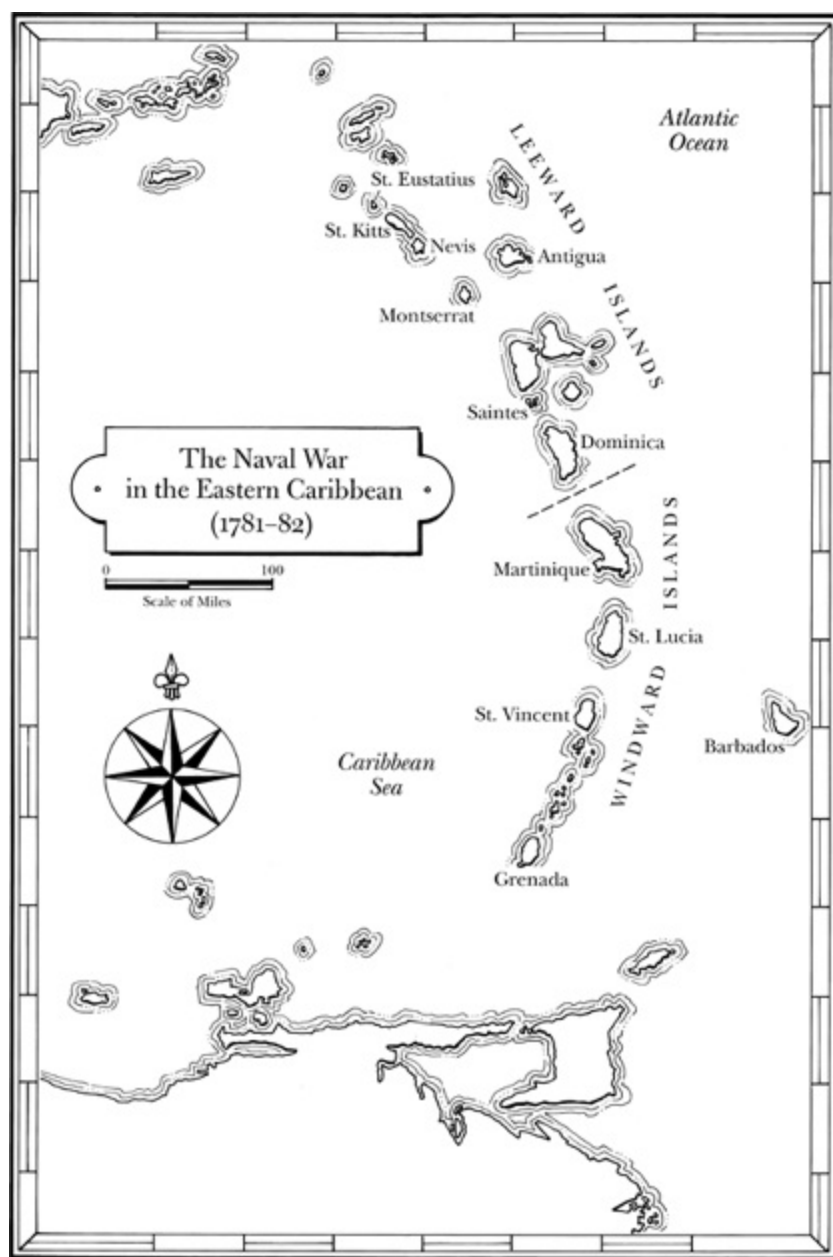 Atlantic
Ocean
LEEWARD
ISLANDS
St. Eustatius
St. Kitts
Nevis
Antigua
Montserrat
Saintes
Dominica
The Naval War
in the Eastern Caribbean
(1781–82)
0 100
Scale of Miles
Martinique
WINDWARD
ISLANDS
St. Lucia
St. Vincent
Barbados
Caribbean
Sea
Grenada